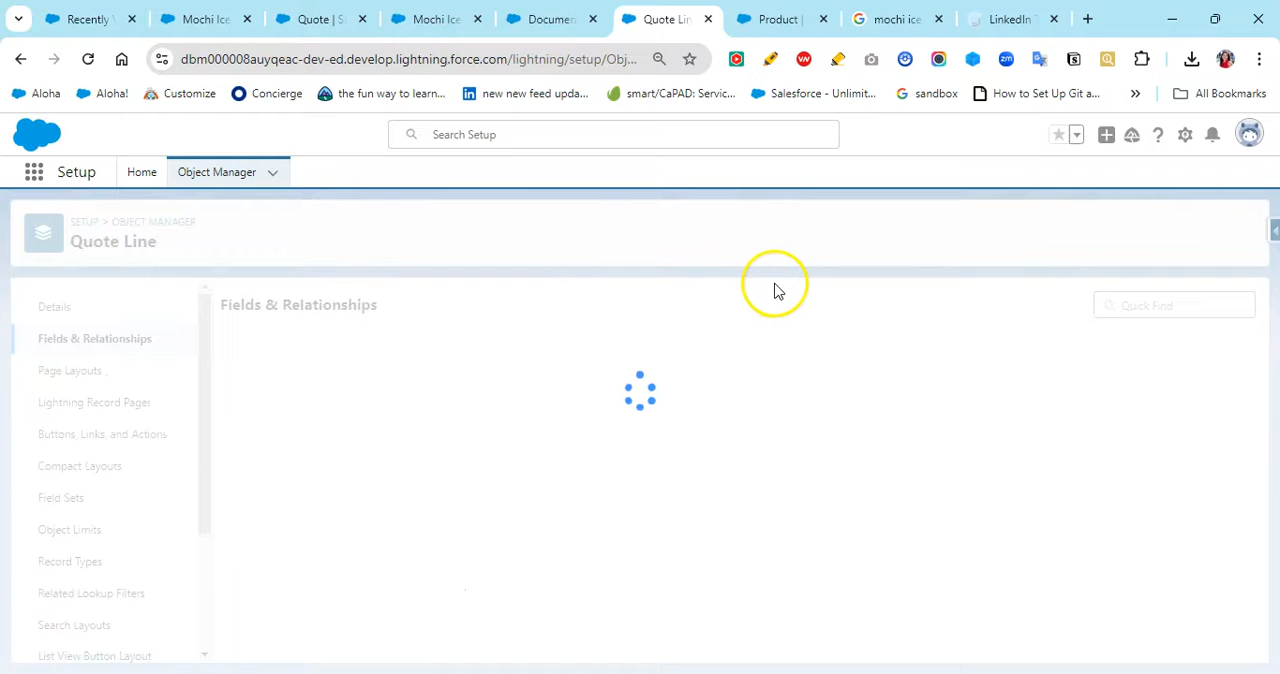 Recently V
Mochi Ice
Quote | S
Mochi Ice
Documen
Quote Lin
Product |
mochi ice
LinkedIn T
dbm000008auyqeac-dev-ed.develop.lightning.force.com/lightning/setup/Obj...
Aloha
Aloha!
Customize
Concierge
the fun way to learn...
new new feed upda...
smart/CaPAD: Servic...
Salesforce - Unlimit...
sandbox
How to Set Up Git a...
»
All Bookmarks
Search Setup
Setup
Home
Object Manager
SETUP > OBJECT MANAGER
Quote Line
Details
Fields & Relationships
Page Layouts
Lightning Record Pages
Buttons, Links, and Actions
Compact Layouts
Field Sets
Object Limits
Record Types
Related Lookup Filters
Search Layouts
List View Button Layout
Fields & Relationships
Quick Find